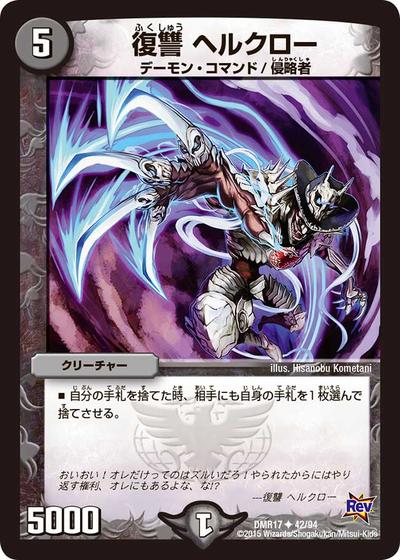 5
復讐 ヘルクロー
ふくしゅう
デーモン・コマンド / 侵略者
しんりゃくしゃ
クリーチャー
illus. Hisanobu Kometani
■ 自分の手札を捨てた時、相手にも自身の手札を1枚選んで
捨てさせる。
おいおい!オレだけってのはズルいだろ!やられたからにはやり
返す権利、オレにもあるよな、な!?
---復讐 ヘルクロー
Rev
5000
DMR17 ◆ 42/94
©2015 Wizards/Shogakukan/Mitsui-Kids